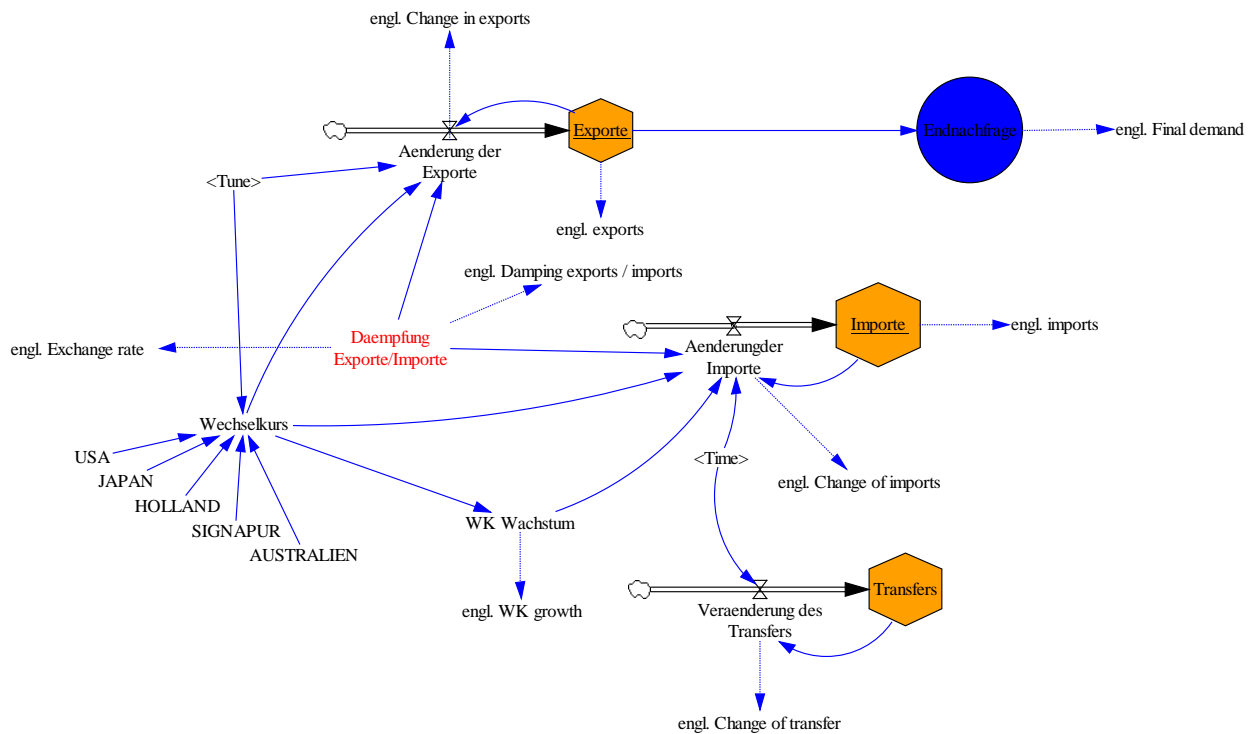 engl. Change in exports
Exporte
Endnachfrage
engl. Final demand
Aenderung der
Exporte
<Tune>
engl. exports
engl. Damping exports / imports
Daempfung
Exporte/Importe
engl. Exchange rate
Importe
engl. imports
Aenderungder
Importe
Wechselkurs
USA
JAPAN
HOLLAND
SIGNAPUR
AUSTRALIEN
<Time>
engl. Change of imports
WK Wachstum
engl. WK growth
Transfers
Veraenderung des
Transfers
engl. Change of transfer